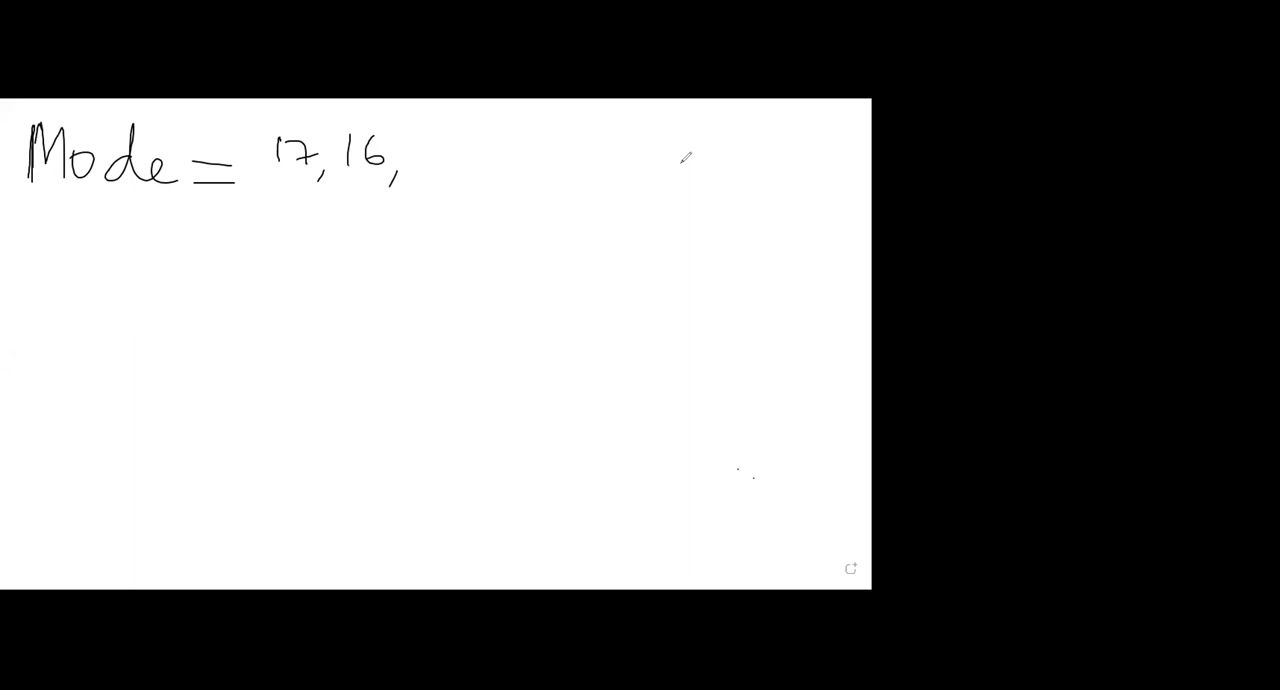 Mode = 17, 16,